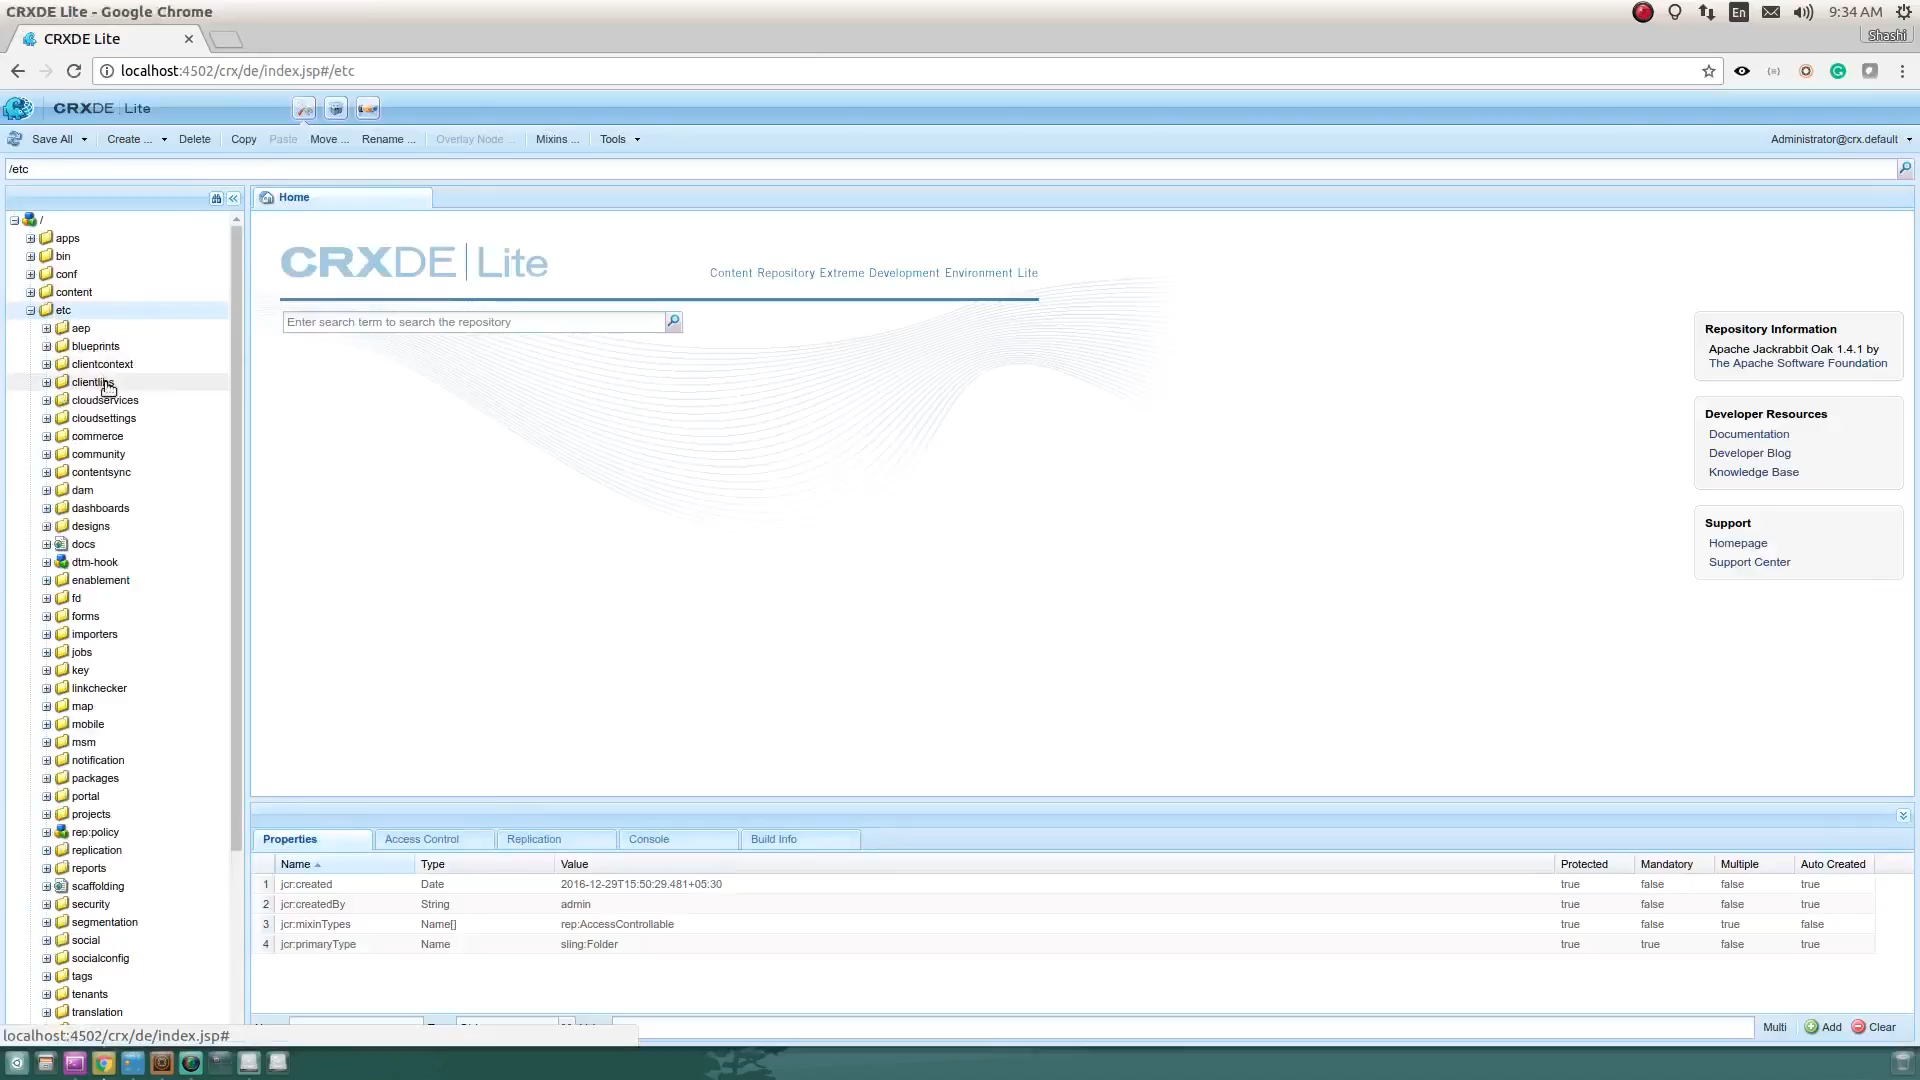 CRXDE Lite - Google Chrome
En
9:34 AM
CRXDE Lite
Shashi
localhost:4502/crx/de/index.jsp#/etc
CRXDE Lite
Save All
Create ...
Delete
Copy
Paste
Move ...
Rename ...
Overlay Node ...
Mixins ...
Tools
Administrator@crx.default
/etc
Home
/
apps
bin
conf
content
etc
aep
blueprints
clientcontext
clientlibs
cloudservices
cloudsettings
commerce
community
contentsync
dam
dashboards
designs
docs
dtm-hook
enablement
fd
forms
importers
jobs
key
linkchecker
map
mobile
msm
notification
packages
portal
projects
rep:policy
replication
reports
scaffolding
security
segmentation
social
socialconfig
tags
tenants
translation
CRXDE Lite
Content Repository Extreme Development Environment Lite
Enter search term to search the repository
Repository Information
Apache Jackrabbit Oak 1.4.1 by
The Apache Software Foundation
Developer Resources
Documentation
Developer Blog
Knowledge Base
Support
Homepage
Support Center
Properties
Access Control
Replication
Console
Build Info
Name Type Value Protected Mandatory Multiple Auto Created
1 jcr:created Date 2016-12-29T15:50:29.481+05:30 true false false true
2 jcr:createdBy String admin true false false true
3 jcr:mixinTypes Name[] rep:AccessControllable true false true false
4 jcr:primaryType Name sling:Folder true true false true
Multi
Add
Clear
localhost:4502/crx/de/index.jsp#